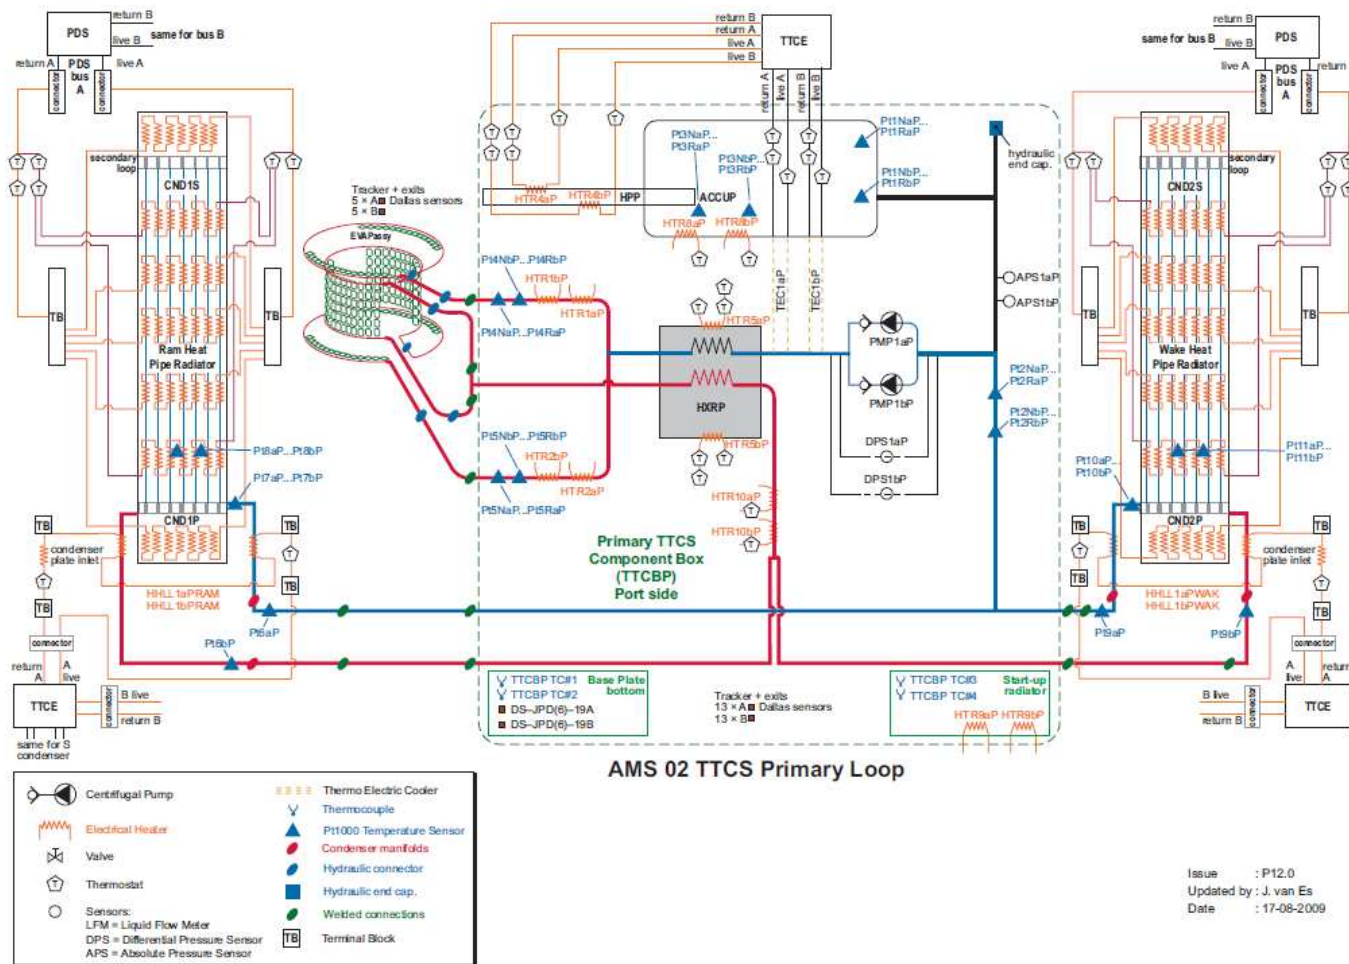 PDS
return B
same for bus B
live B
return A
PDS
bus
A
live A
connector
connector
secondary
loop
CND1S
TB
TB
Ram Heat
Pipe Radiator
Pt8aP...Pt8bP
Pt7aP...Pt7bP
CND1P
TB
TB
condenser
plate inlet
HHLL1aPRAM
HHLL1bPRAM
TB
TB
connector
return
A
A
live
TTCE
connector
B live
return B
same for S
condenser
Pt6aP
Pt6bP
Tracker + exits
5 × A Dallas sensors
5 × B
EVAPassy
return B
return A
live A
live B
TTCE
return A
live A
return B
live B
HTR4aP
HTR4bP
HPP
ACCUP
Pt3NaP...
Pt3RaP
Pt3NbP...
Pt3RbP
HTR8aP
HTR8bP
Pt1NaP...
Pt1RaP
Pt1NbP...
Pt1RbP
hydraulic
end cap.
TEC1aP
TEC1bP
APS1aP
APS1bP
Pt4NbP...Pt4RbP
HTR1bP
HTR1aP
Pt4NaP...Pt4RaP
HTR5aP
HXRP
HTR5bP
PMP1aP
PMP1bP
DPS1aP
DPS1bP
Pt2NaP...
Pt2RaP
Pt2NbP...
Pt2RbP
Pt5NbP...Pt5RbP
HTR2bP
HTR2aP
Pt5NaP...Pt5RaP
HTR10aP
HTR10bP
Primary TTCS
Component Box
(TTCBP)
Port side
TTCBP TC#1
TTCBP TC#2
Base Plate
bottom
DS–JPD(6)–19A
DS–JPD(6)–19B
Tracker + exits
13 × A Dallas sensors
13 × B
TTCBP TC#3
TTCBP TC#4
Start-up
radiator
HTR9aP
HTR9bP
return B
same for bus B
live B
PDS
live A
PDS
bus
A
return
connector
connector
secondary
loop
CND2S
TB
TB
Wake Heat
Pipe Radiator
Pt11aP...
Pt11bP
Pt10aP...
Pt10bP
CND2P
TB
TB
condenser
plate inlet
HHLL1aPWAK
HHLL1bPWAK
TB
TB
Pt9aP
Pt9bP
connector
A
live
return
A
B live
return B
connector
TTCE
AMS 02 TTCS Primary Loop
Centrifugal Pump
Electrical Heater
Valve
T
Thermostat
Sensors:
LFM = Liquid Flow Meter
DPS = Differential Pressure Sensor
APS = Absolute Pressure Sensor
Thermo Electric Cooler
Thermocouple
Pt1000 Temperature Sensor
Condenser manifolds
Hydraulic connector
Hydraulic end cap.
Welded connections
TB
Terminal Block
Issue : P12.0
Updated by : J. van Es
Date : 17-08-2009